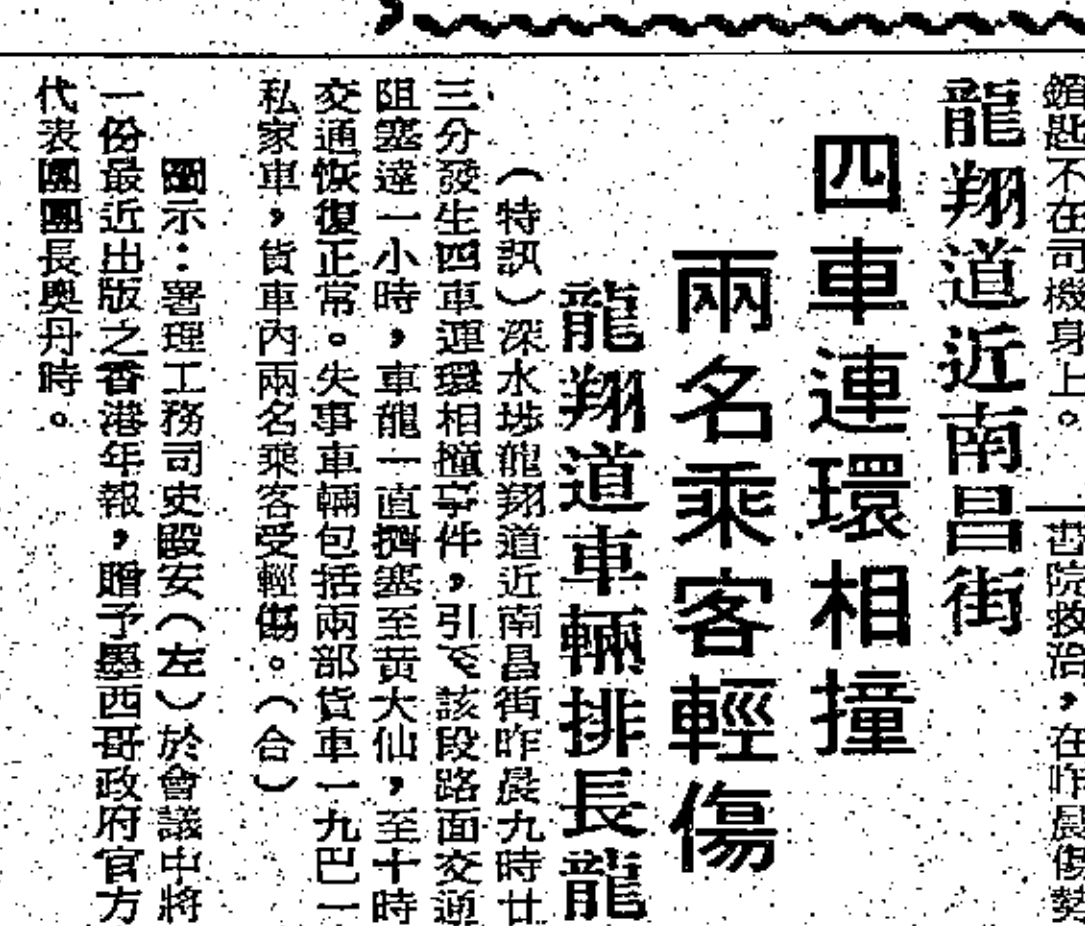 鎖匙不在司機身上。
院救治，在昨晨傷勢
龍翔道近南昌街
四車連環相撞
兩名乘客輕傷
龍翔道車輛排長龍
（特訊）深水埗龍翔道近南昌街昨晨九時廿
三分發生四車連環相撞事件，引至該段路面交通
阻塞達一小時，車龍一直擠塞至黃大仙，至十時
交通恢復正常。失事車輛包括兩部貨車一九巴一
私家車，貨車內兩名乘客受輕傷。（合）
圖示：署理工務司史段安（左）於會議中將
一份最近出版之香港年報，贈予墨西哥政府官方
代表團團長奧丹時。